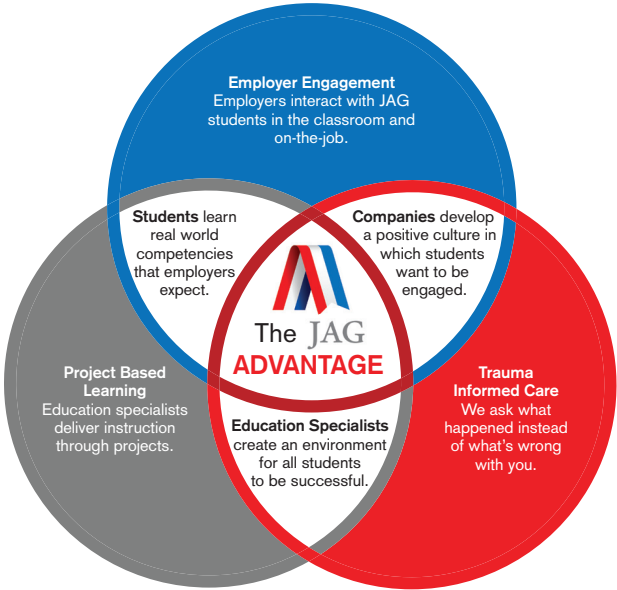 Employer Engagement
Employers interact with JAG
students in the classroom and
on-the-job.
Students learn
real world
competencies
that employers
expect.
Companies develop
a positive culture in
which students
want to be
engaged.
The JAG
ADVANTAGE
Project Based
Learning
Education specialists
deliver instruction
through projects.
Trauma
Informed Care
We ask what
happened instead
of what's wrong
with you.
Education Specialists
create an environment
for all students
to be successful.